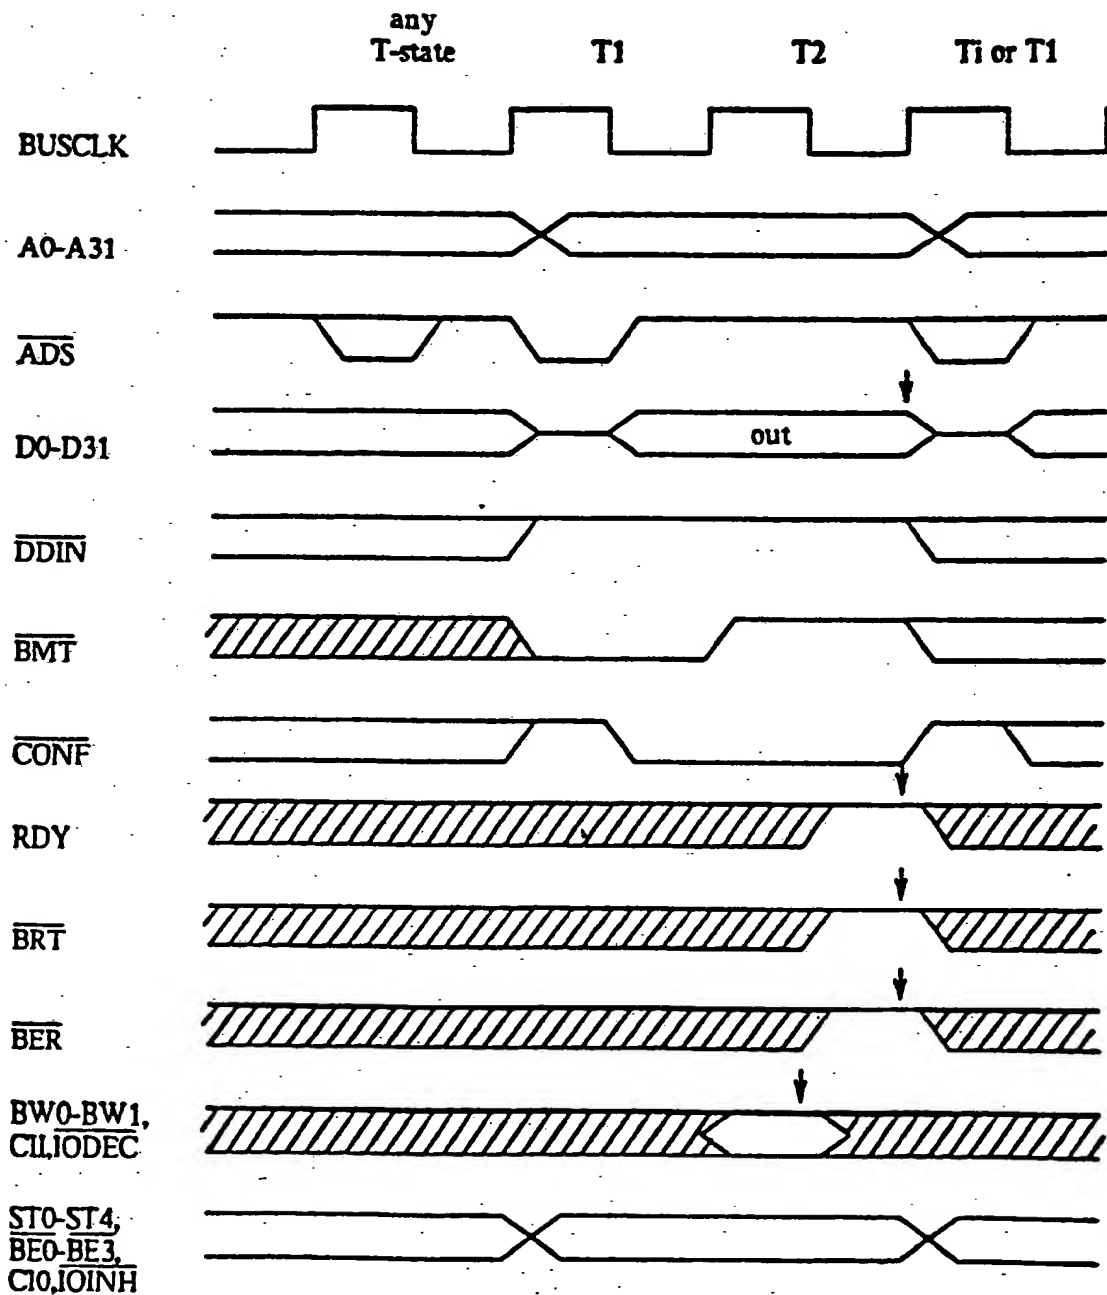 any
T-state
T1
T2
Ti or T1
BUSCLK
A0-A31
ADS
D0-D31
out
DDIN
BMT
CONF
RDY
BRT
BER
BW0-BW1,
CII,IODEC
ST0-ST4,
BE0-BE3,
CI0,IOINH